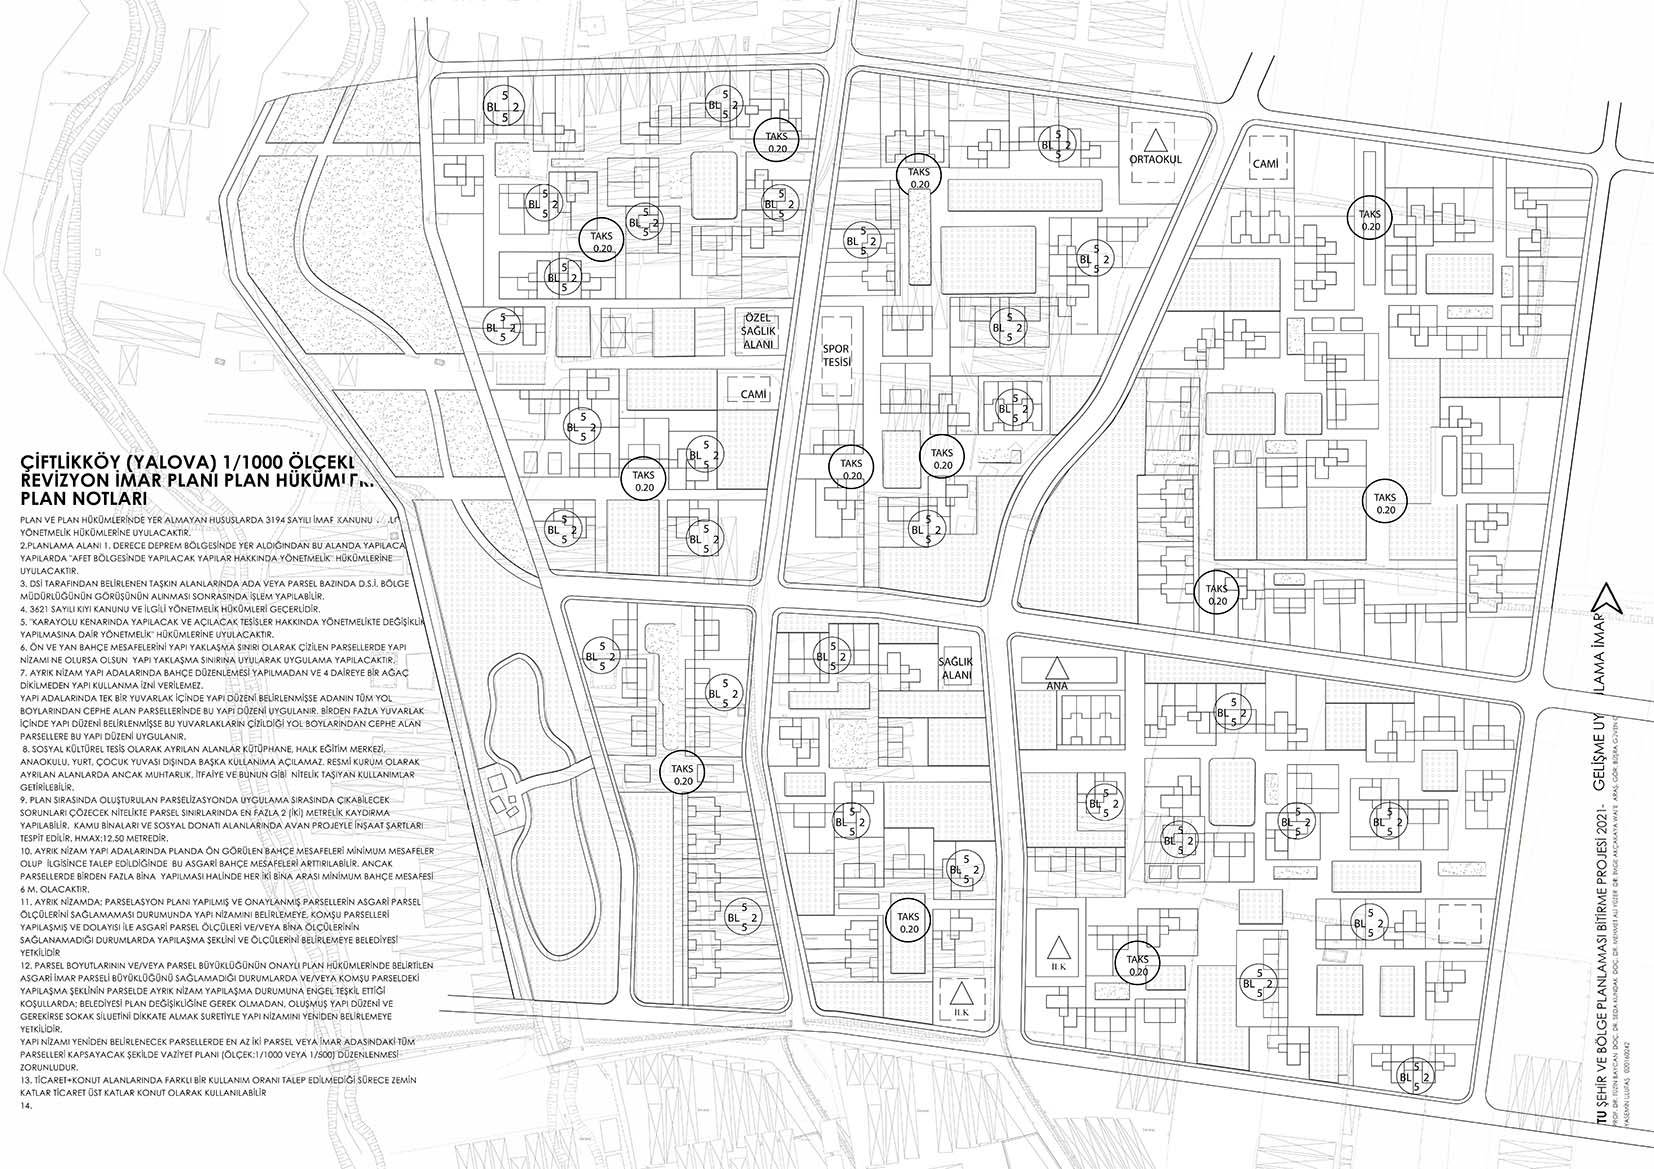 ÇİFTLİKKÖY (YALOVA) 1/1000 ÖLÇEKL
REVİZYON İMAR PLANI PLAN HÜKÜML
PLAN NOTLARI
PLAN VE PLAN HÜKÜMLERİNDE YER ALMAYAN HUSUSLARDA 3194 SAYILI İMAR KANUNU
YÖNETMELİK HÜKÜMLERİNE UYULACAKTIR.
2.PLANLAMA ALANI 1. DERECE DEPREM BÖLGESİNDE YER ALDIĞINDAN BU ALANDA YAPILACA
YAPILARDA "AFET BÖLGESİNDE YAPILACAK YAPILAR HAKKINDA YÖNETMELİK" HÜKÜMLERİNE
UYULACAKTIR.
3. DSİ TARAFINDAN BELİRLENEN TAŞKIN ALANLARINDA ADA VEYA PARSEL BAZINDA D.S.İ. BÖLGE
MÜDÜRLÜĞÜNÜN GÖRÜŞÜNÜN ALINMASI SONRASINDA İŞLEM YAPILABİLİR.
4. 3621 SAYILI KIYI KANUNU VE İLGİLİ YÖNETMELİK HÜKÜMLERİ GEÇERLİDİR.
5. "KARAYOLU KENARINDA YAPILACAK VE AÇILACAK TESİSLER HAKKINDA YÖNETMELİKTE DEĞİŞİKLİK
YAPILMASINA DAİR YÖNETMELİK" HÜKÜMLERİNE UYULACAKTIR.
6. ÖN VE YAN BAHÇE MESAFELERİNİ YAPI YAKLAŞMA SINIRI OLARAK ÇİZİLEN PARSELLERDE YAPI
NİZAMI NE OLURSA OLSUN YAPI YAKLAŞMA SINIRINA UYULARAK UYGULAMA YAPILACAKTIR.
7. AYRIK NİZAM YAPI ADALARINDA BAHÇE DÜZENLEMESİ YAPILMADAN VE 4 DAİREYE BİR AĞAÇ
DİKİLMEDEN YAPI KULLANMA İZNİ VERİLEMEZ.
YAPI ADALARINDA TEK BİR YUVARLAK İÇİNDE YAPI DÜZENİ BELİRLENMİŞSE ADANIN TÜM YOL
BOYLARINDAN CEPHE ALAN PARSELLERİNDE BU YAPI DÜZENİ UYGULANIR. BİRDEN FAZLA YUVARLAK
İÇİNDE YAPI DÜZENİ BELİRLENMİŞSE BU YUVARLAKLARIN ÇİZİLDİĞİ YOL BOYLARINDAN CEPHE ALAN
PARSELLERE BU YAPI DÜZENİ UYGULANIR.
8. SOSYAL KÜLTÜREL TESİS OLARAK AYRILAN ALANLAR KÜTÜPHANE, HALK EĞİTİM MERKEZİ,
ANAOKULU, YURT, ÇOCUK YUVASI DIŞINDA BAŞKA KULLANIMA AÇILAMAZ. RESMİ KURUM OLARAK
AYRILAN ALANLARDA ANCAK MUHTARLIK, İTFAİYE VE BUNUN GİBİ NİTELİK TAŞIYAN KULLANIMLAR
GETİRİLEBİLİR.
9. PLAN SIRASINDA OLUŞTURULAN PARSELİZASYONDA UYGULAMA SIRASINDA ÇIKABİLECEK
SORUNLARI ÇÖZECEK NİTELİKTE PARSEL SINIRLARINDA EN FAZLA 2 (İKİ) METRELİK KAYDIRMA
YAPILABİLİR. KAMU BİNALARI VE SOSYAL DONATI ALANLARINDA AVAN PROJEYLE İNŞAAT ŞARTLARI
TESPİT EDİLİR. HMAX:12.50 METREDİR.
10. AYRIK NİZAM YAPI ADALARINDA PLANDA ÖN GÖRÜLEN BAHÇE MESAFELERİ MİNİMUM MESAFELER
OLUP İLGİSİNCE TALEP EDİLDİĞİNDE BU ASGARİ BAHÇE MESAFELERİ ARTTIRILABİLİR. ANCAK
PARSELLERDE BİRDEN FAZLA BİNA YAPILMASI HALİNDE HER İKİ BİNA ARASI MİNİMUM BAHÇE MESAFESİ
6 M. OLACAKTIR.
11. AYRIK NİZAMDA; PARSELASYON PLANI YAPILMIŞ VE ONAYLANMIŞ PARSELLERİN ASGARİ PARSEL
ÖLÇÜLERİNİ SAĞLAMAMASI DURUMUNDA YAPI NİZAMINI BELİRLEMEYE, KOMŞU PARSELLERİ
YAPILAŞMIŞ VE DOLAYISI İLE ASGARİ PARSEL ÖLÇÜLERİ VE/VEYA BİNA ÖLÇÜLERİNİN
SAĞLANAMADIĞI DURUMLARDA YAPILAŞMA ŞEKLİNİ VE ÖLÇÜLERİNİ BELİRLEMEYE BELEDİYESİ
YETKİLİDİR
12. PARSEL BOYUTLARININ VE/VEYA PARSEL BÜYÜKLÜĞÜNÜN ONAYLI PLAN HÜKÜMLERİNDE BELİRTİLEN
ASGARİ İMAR PARSELİ BÜYÜKLÜĞÜNÜ SAĞLAMADIĞI DURUMLARDA VE/VEYA KOMŞU PARSELDEKİ
YAPILAŞMA ŞEKLİNİN PARSELDE AYRIK NİZAM YAPILAŞMA DURUMUNA ENGEL TEŞKİL ETTİĞİ
KOŞULLARDA; BELEDİYESİ PLAN DEĞİŞİKLİĞİNE GEREK OLMADAN, OLUŞMUŞ YAPI DÜZENİ VE
GEREKİRSE SOKAK SİLUETİNİ DİKKATE ALMAK SURETİYLE YAPI NİZAMINI YENİDEN BELİRLEMEYE
YETKİLİDİR.
YAPI NİZAMI YENİDEN BELİRLENECEK PARSELLERDE EN AZ İKİ PARSEL VEYA İMAR ADASINDAKİ TÜM
PARSELLERİ KAPSAYACAK ŞEKİLDE VAZİYET PLANI (ÖLÇEK:1/1000 VEYA 1/500) DÜZENLENMESİ
ZORUNLUDUR.
13. TİCARET+KONUT ALANLARINDA FARKLI BİR KULLANIM ORANI TALEP EDİLMEDİĞİ SÜRECE ZEMİN
KATLAR TİCARET ÜST KATLAR KONUT OLARAK KULLANILABİLİR
14.
TAKS
0.20
ORTAOKUL
CAMİ
ÖZEL
SAĞLIK
ALANI
SPOR
TESİSİ
CAMİ
SAĞLIK
ALANI
ANA
İLK
İLK
5
BL 2
5
TU ŞEHİR VE BÖLGE PLANLAMASI BİTİRME PROJESİ 2021- GELİŞME UY LAMA İMAR
YASEMİN ULUTAŞ 020160242